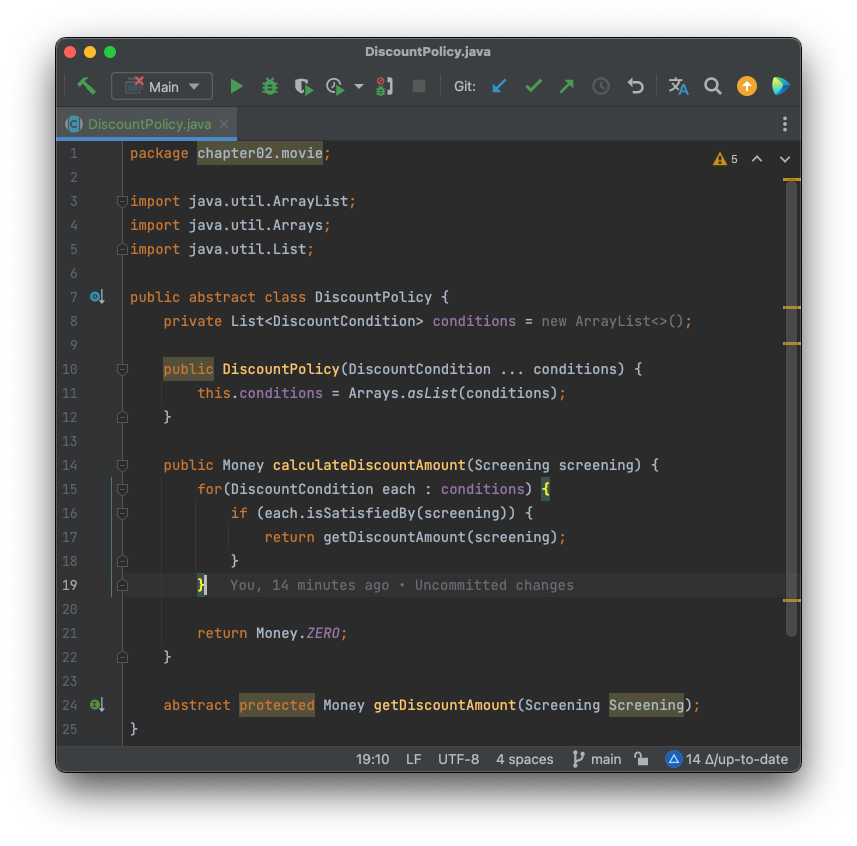 DiscountPolicy.java
Main Git:
DiscountPolicy.java
5
1 package chapter02.movie;
2
3 import java.util.ArrayList;
4 import java.util.Arrays;
5 import java.util.List;
6
7 public abstract class DiscountPolicy {
8     private List<DiscountCondition> conditions = new ArrayList<>();
9
10     public DiscountPolicy(DiscountCondition ... conditions) {
11         this.conditions = Arrays.asList(conditions);
12     }
13
14     public Money calculateDiscountAmount(Screening screening) {
15         for(DiscountCondition each : conditions) {
16             if (each.isSatisfiedBy(screening)) {
17                 return getDiscountAmount(screening);
18             }
19         } You, 14 minutes ago • Uncommitted changes
20
21         return Money.ZERO;
22     }
23
24     abstract protected Money getDiscountAmount(Screening Screening);
25 }
19:10 LF UTF-8 4 spaces main 14 Δ/up-to-date